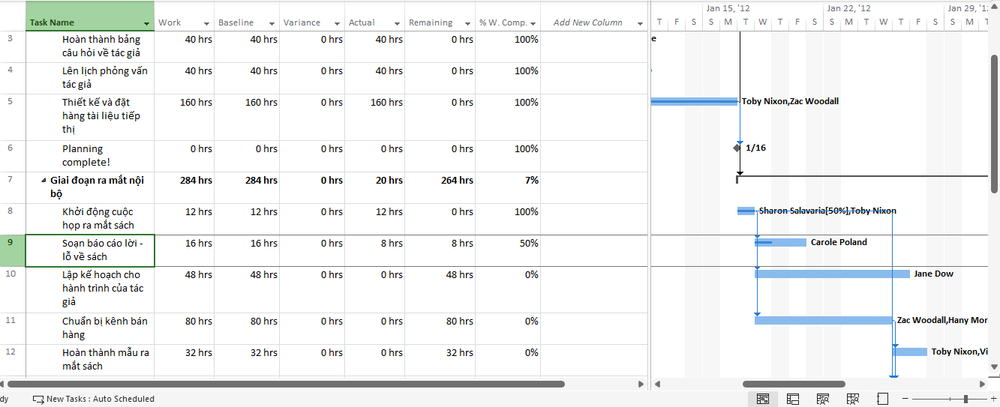 Jan 15, '12 Jan 22, '12 Jan 29, '12
Task Name Work Baseline Variance Actual Remaining % W. Comp. Add New Column T F S S M T W T F S S M T W T F S S M T
3 Hoàn thành bảng câu hỏi về tác giả 40 hrs 40 hrs 0 hrs 40 hrs 0 hrs 100%
e
4 Lên lịch phỏng vấn tác giả 40 hrs 40 hrs 0 hrs 40 hrs 0 hrs 100%
5 Thiết kế và đặt hàng tài liệu tiếp thị 160 hrs 160 hrs 0 hrs 160 hrs 0 hrs 100% Toby Nixon,Zac Woodall
6 Planning complete! 0 hrs 0 hrs 0 hrs 0 hrs 0 hrs 100% 1/16
7 Giai đoạn ra mắt nội bộ 284 hrs 284 hrs 0 hrs 20 hrs 264 hrs 7%
8 Khởi động cuộc họp ra mắt sách 12 hrs 12 hrs 0 hrs 12 hrs 0 hrs 100% Sharon Salavaria[50%],Toby Nixon
9 Soạn báo cáo lời - lỗ về sách 16 hrs 16 hrs 0 hrs 8 hrs 8 hrs 50% Carole Poland
10 Lập kế hoạch cho hành trình của tác giả 48 hrs 48 hrs 0 hrs 0 hrs 48 hrs 0% Jane Dow
11 Chuẩn bị kênh bán hàng 80 hrs 80 hrs 0 hrs 0 hrs 80 hrs 0% Zac Woodall,Hany Mor
12 Hoàn thành mẫu ra mắt sách 32 hrs 32 hrs 0 hrs 0 hrs 32 hrs 0% Toby Nixon,Vi
dy New Tasks : Auto Scheduled